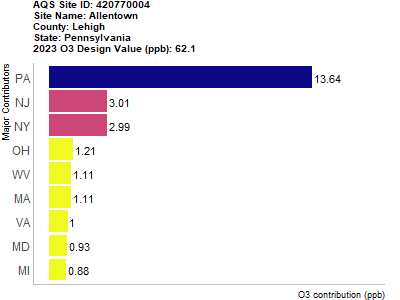 AQS Site ID: 420770004
Site Name: Allentown
County: Lehigh
State: Pennsylvania
2023 O3 Design Value (ppb): 62.1
Major Contributors
PA 13.64
NJ 3.01
NY 2.99
OH 1.21
WV 1.11
MA 1.11
VA 1
MD 0.93
MI 0.88
O3 contribution (ppb)